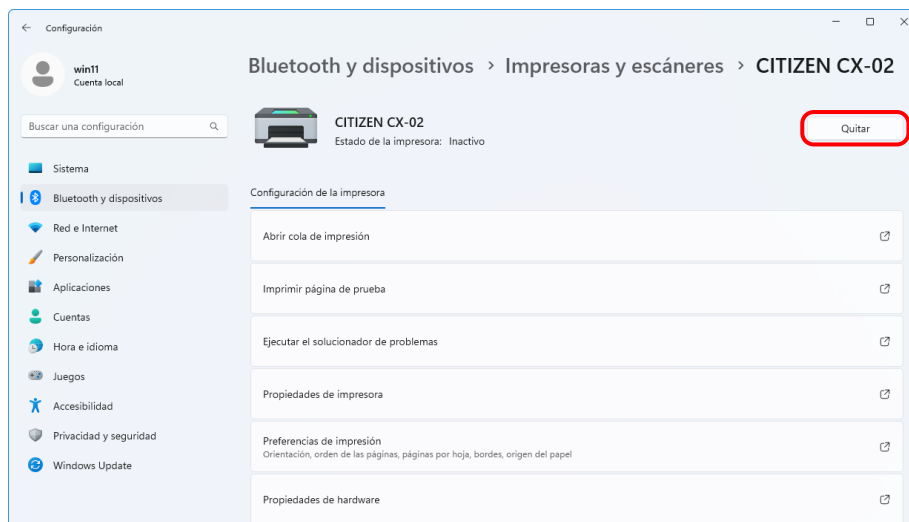 Configuración
win11
Cuenta local
Buscar una configuración
Sistema
Bluetooth y dispositivos
Red e Internet
Personalización
Aplicaciones
Cuentas
Hora e idioma
Juegos
Accesibilidad
Privacidad y seguridad
Windows Update
Bluetooth y dispositivos > Impresoras y escáneres > CITIZEN CX-02
CITIZEN CX-02
Estado de la impresora: Inactivo
Quitar
Configuración de la impresora
Abrir cola de impresión
Imprimir página de prueba
Ejecutar el solucionador de problemas
Propiedades de impresora
Preferencias de impresión
Orientación, orden de las páginas, páginas por hoja, bordes, origen del papel
Propiedades de hardware